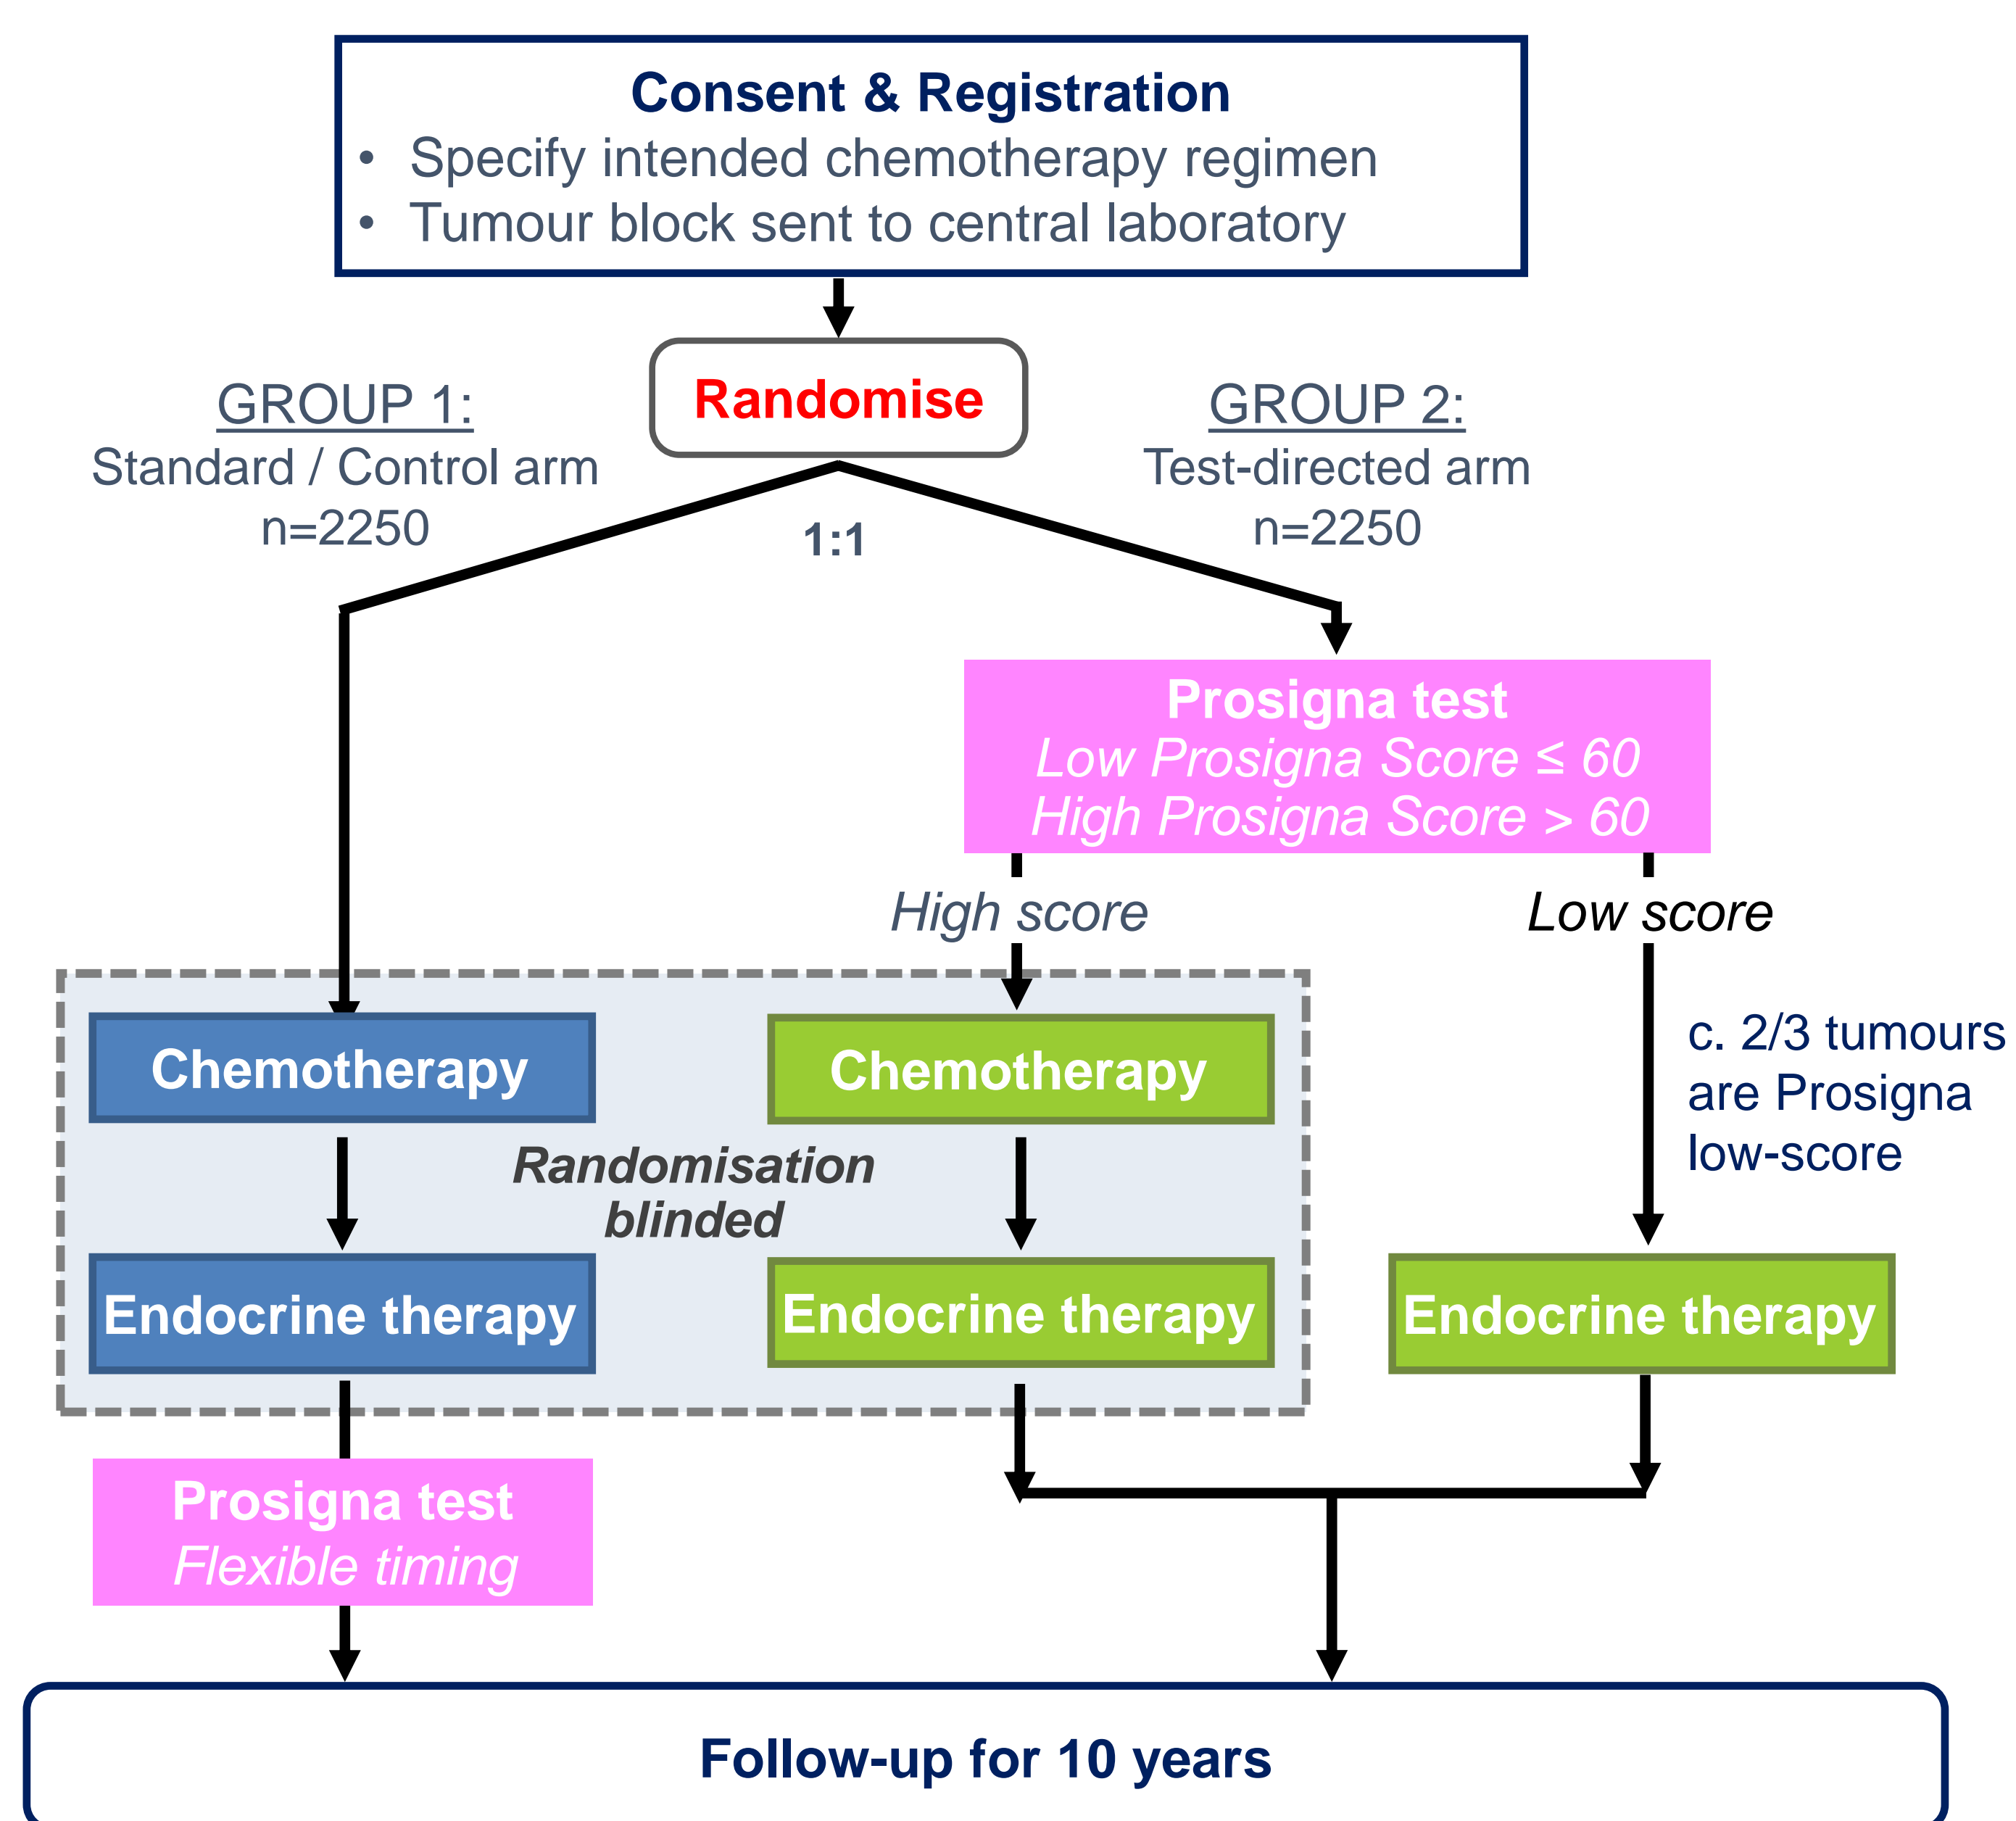 Consent & Registration
• Specify intended chemotherapy regimen
• Tumour block sent to central laboratory
Randomise
GROUP 1:
Standard / Control arm
n=2250
1:1
GROUP 2:
Test-directed arm
n=2250
Prosigna test
Low Prosigna Score ≤ 60
High Prosigna Score > 60
High score
Low score
Chemotherapy
Chemotherapy
c. 2/3 tumours
are Prosigna
low-score
Randomisation
blinded
Endocrine therapy
Endocrine therapy
Endocrine therapy
Prosigna test
Flexible timing
Follow-up for 10 years